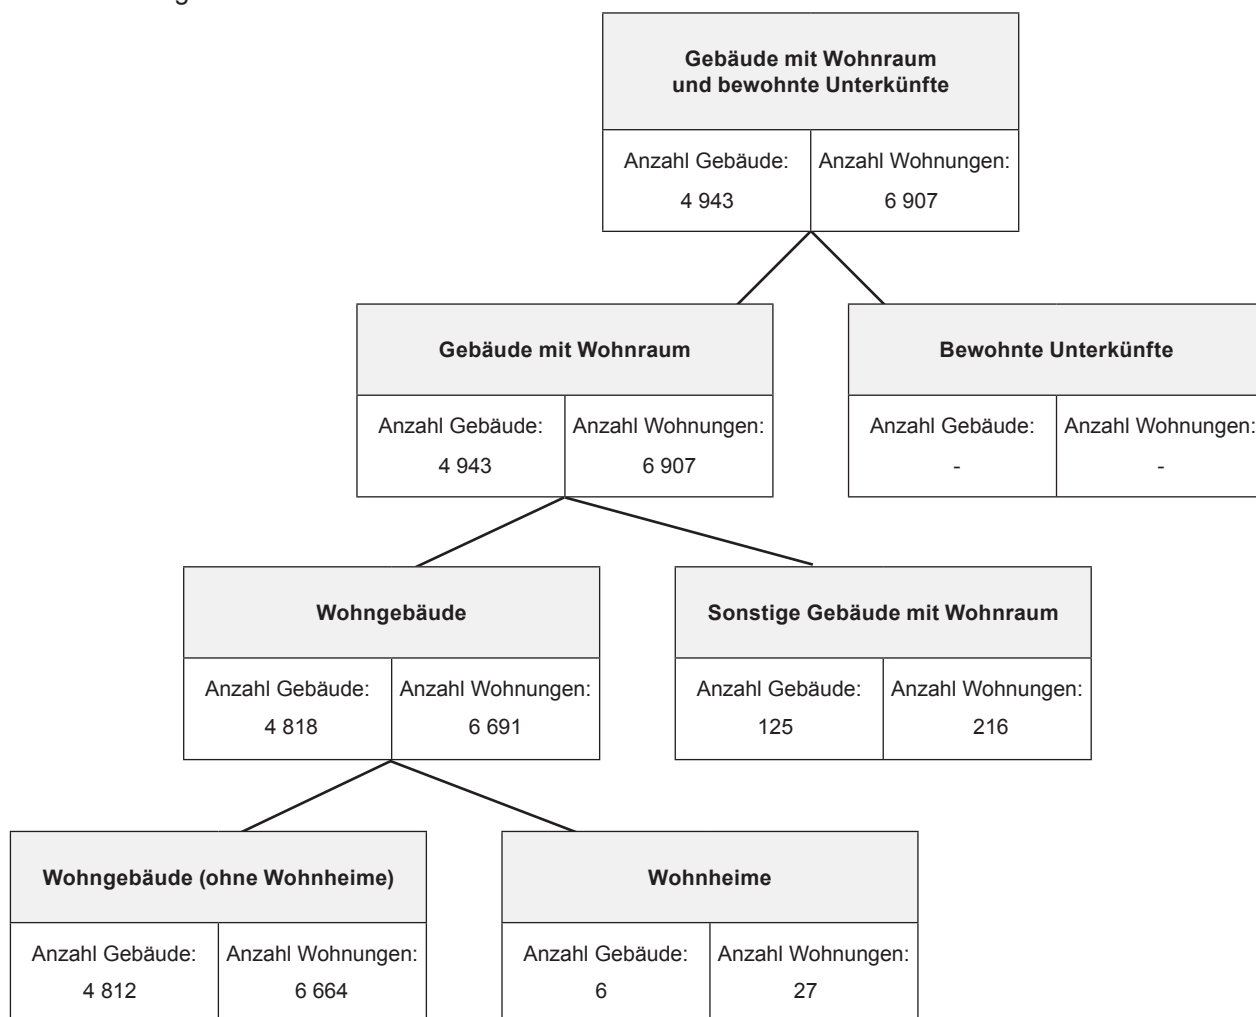 Gebäude mit Wohnraum
und bewohnte Unterkünfte
Anzahl Gebäude: Anzahl Wohnungen:
4 943 6 907
Gebäude mit Wohnraum Bewohnte Unterkünfte
Anzahl Gebäude: Anzahl Wohnungen: Anzahl Gebäude: Anzahl Wohnungen:
4 943 6 907 - -
Wohngebäude Sonstige Gebäude mit Wohnraum
Anzahl Gebäude: Anzahl Wohnungen: Anzahl Gebäude: Anzahl Wohnungen:
4 818 6 691 125 216
Wohngebäude (ohne Wohnheime) Wohnheime
Anzahl Gebäude: Anzahl Wohnungen: Anzahl Gebäude: Anzahl Wohnungen:
4 812 6 664 6 27